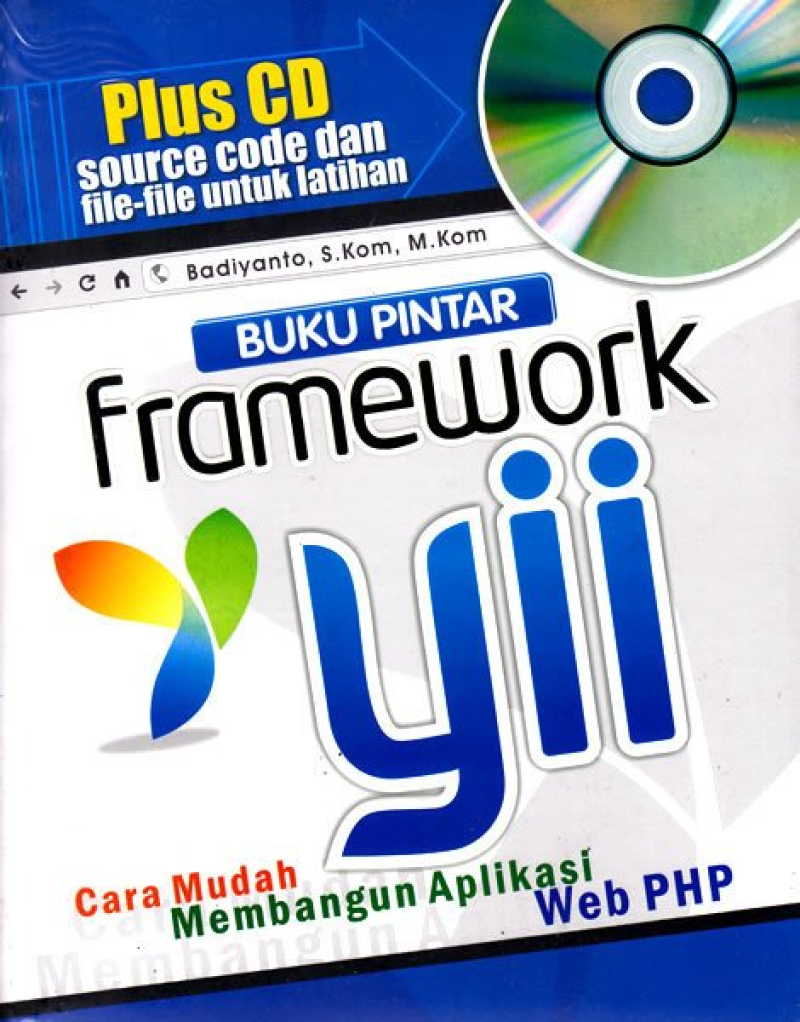 Plus CD
source code dan
file-file untuk latihan
Badiyanto, S.Kom, M.Kom
BUKU PINTAR
framework
yii
Cara Mudah
Membangun Aplikasi
Web PHP